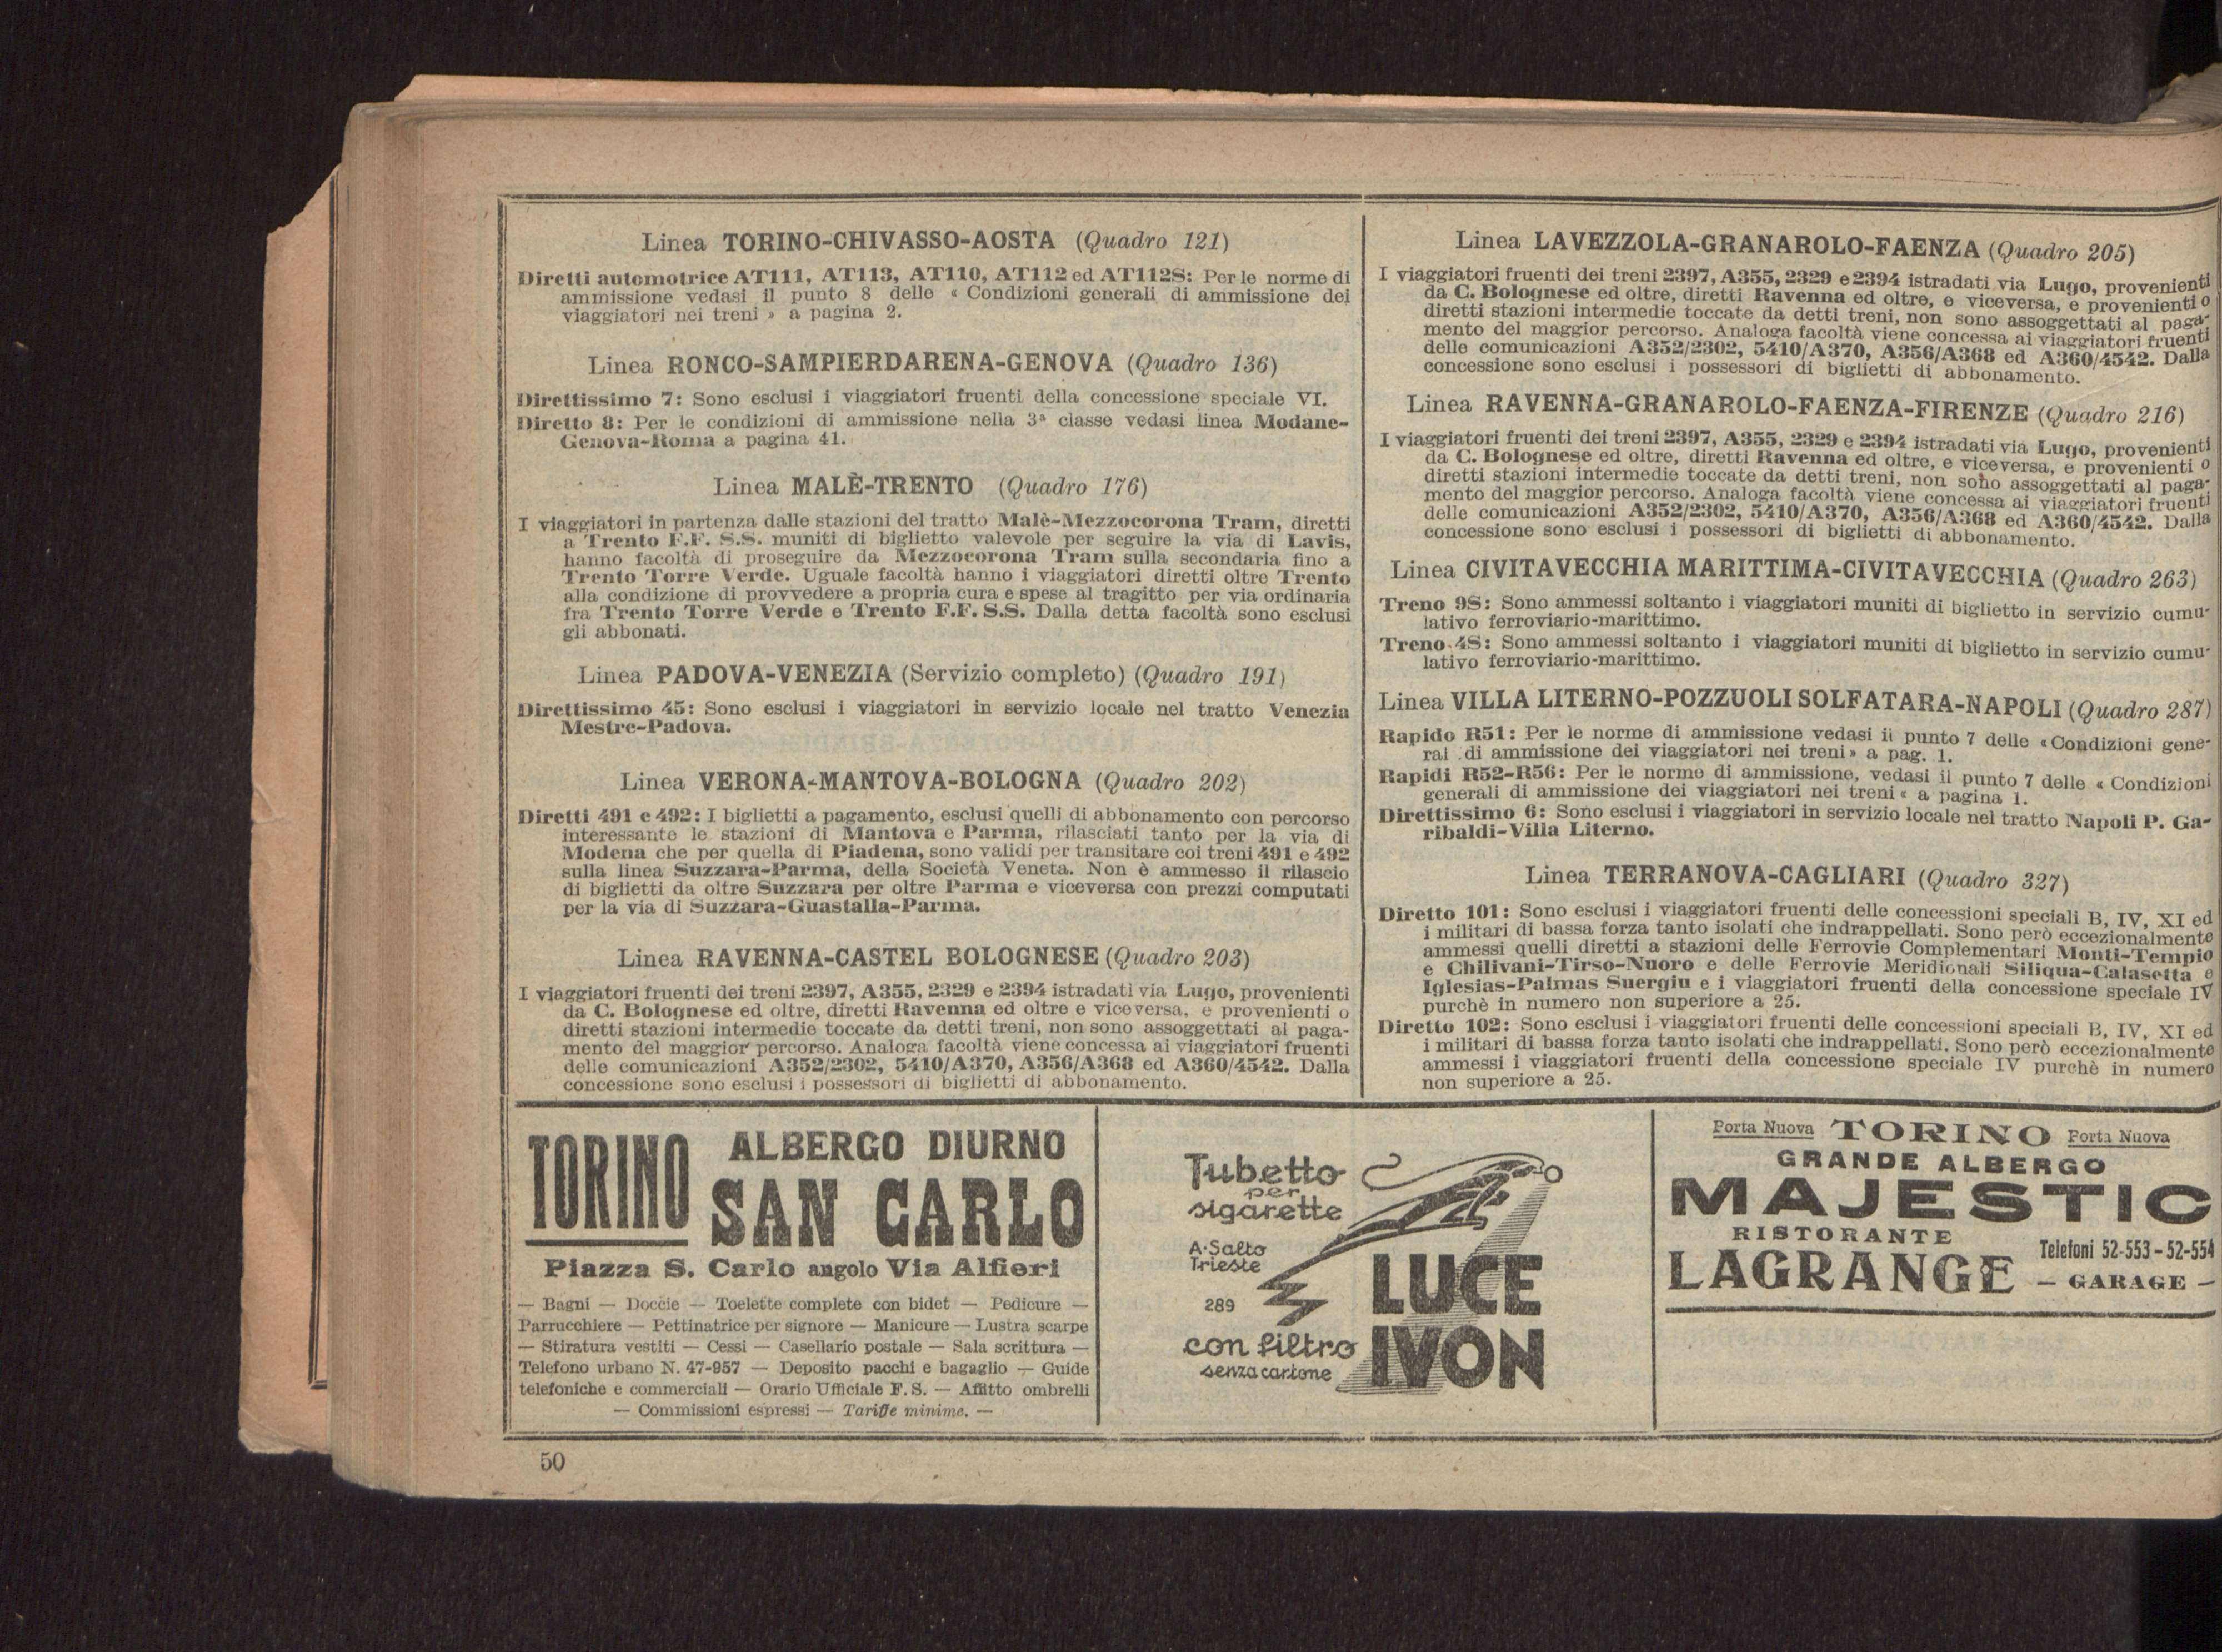 Linea TORINO-CHIVASSO-AOSTA (Quadro 121)
Diretti automotrice AT111, AT113, AT110, AT112 ed AT112S: Per le norme di
ammissione vedasi il punto 8 delle « Condizioni generali di ammissione dei
viaggiatori nei treni » a pagina 2.
Linea RONCO-SAMPIERDARENA-GENOVA (Quadro 136)
Direttissimo 7: Sono esclusi i viaggiatori fruenti della concessione speciale VI.
Diretto 8: Per le condizioni di ammissione nella 3ª classe vedasi linea Modane-
Genova-Roma a pagina 41.
Linea MALÈ-TRENTO (Quadro 176)
I viaggiatori in partenza dalle stazioni del tratto Malè-Mezzocorona Tram, diretti
a Trento F.F. S.S. muniti di biglietto valevole per seguire la via di Lavis,
hanno facoltà di proseguire da Mezzocorona Tram sulla secondaria fino a
Trento Torre Verde. Uguale facoltà hanno i viaggiatori diretti oltre Trento
alla condizione di provvedere a propria cura e spese al tragitto per via ordinaria
fra Trento Torre Verde e Trento F.F. S.S. Dalla detta facoltà sono esclusi
gli abbonati.
Linea PADOVA-VENEZIA (Servizio completo) (Quadro 191)
Direttissimo 45: Sono esclusi i viaggiatori in servizio locale nel tratto Venezia
Mestre-Padova.
Linea VERONA-MANTOVA-BOLOGNA (Quadro 202)
Diretti 491 e 492: I biglietti a pagamento, esclusi quelli di abbonamento con percorso
interessante le stazioni di Mantova e Parma, rilasciati tanto per la via di
Modena che per quella di Piadena, sono validi per transitare coi treni 491 e 492
sulla linea Suzzara-Parma, della Società Veneta. Non è ammesso il rilascio
di biglietti da oltre Suzzara per oltre Parma e viceversa con prezzi computati
per la via di Suzzara-Guastalla-Parma.
Linea RAVENNA-CASTEL BOLOGNESE (Quadro 203)
I viaggiatori fruenti dei treni 2397, A355, 2329 e 2394 istradati via Lugo, provenienti
da C. Bolognese ed oltre, diretti Ravenna ed oltre e viceversa, e provenienti o
diretti stazioni intermedie toccate da detti treni, non sono assoggettati al paga-
mento del maggior percorso. Analoga facoltà viene concessa ai viaggiatori fruenti
delle comunicazioni A352/2302, 5410/A370, A356/A368 ed A360/4542. Dalla
concessione sono esclusi i possessori di biglietti di abbonamento.
Linea LAVEZZOLA-GRANAROLO-FAENZA (Quadro 205)
I viaggiatori fruenti dei treni 2397, A355, 2329 e 2394 istradati via Lugo, provenienti
da C. Bolognese ed oltre, diretti Ravenna ed oltre, e viceversa, e provenienti o
diretti stazioni intermedie toccate da detti treni, non sono assoggettati al paga-
mento del maggior percorso. Analoga facoltà viene concessa ai viaggiatori fruenti
delle comunicazioni A352/2302, 5410/A370, A356/A368 ed A360/4542. Dalla
concessione sono esclusi i possessori di biglietti di abbonamento.
Linea RAVENNA-GRANAROLO-FAENZA-FIRENZE (Quadro 216)
I viaggiatori fruenti dei treni 2397, A355, 2329 e 2394 istradati via Lugo, provenienti
da C. Bolognese ed oltre, diretti Ravenna ed oltre, e viceversa, e provenienti o
diretti stazioni intermedie toccate da detti treni, non sono assoggettati al paga-
mento del maggior percorso. Analoga facoltà viene concessa ai viaggiatori fruenti
delle comunicazioni A352/2302, 5410/A370, A356/A368 ed A360/4542. Dalla
concessione sono esclusi i possessori di biglietti di abbonamento.
Linea CIVITAVECCHIA MARITTIMA-CIVITAVECCHIA (Quadro 263)
Treno 9S: Sono ammessi soltanto i viaggiatori muniti di biglietto in servizio cumu-
lativo ferroviario-marittimo.
Treno 4S: Sono ammessi soltanto i viaggiatori muniti di biglietto in servizio cumu-
lativo ferroviario-marittimo.
Linea VILLA LITERNO-POZZUOLI SOLFATARA-NAPOLI (Quadro 287)
Rapido R51: Per le norme di ammissione vedasi il punto 7 delle « Condizioni gene-
ral di ammissione dei viaggiatori nei treni » a pag. 1.
Rapidi R52-R56: Per le norme di ammissione, vedasi il punto 7 delle « Condizioni
generali di ammissione dei viaggiatori nei treni « a pagina 1.
Direttissimo 6: Sono esclusi i viaggiatori in servizio locale nel tratto Napoli P. Ga-
ribaldi-Villa Literno.
Linea TERRANOVA-CAGLIARI (Quadro 327)
Diretto 101: Sono esclusi i viaggiatori fruenti delle concessioni speciali B, IV, XI ed
i militari di bassa forza tanto isolati che indrappellati. Sono però eccezionalmente
ammessi quelli diretti a stazioni delle Ferrovie Complementari Monti-Tempio
e Chilivani-Tirso-Nuoro e delle Ferrovie Meridionali Siliqua-Calasetta e
Iglesias-Palmas Suergiu e i viaggiatori fruenti della concessione speciale IV
purchè in numero non superiore a 25.
Diretto 102: Sono esclusi i viaggiatori fruenti delle concessioni speciali B, IV, XI ed
i militari di bassa forza tanto isolati che indrappellati. Sono però eccezionalmente
ammessi i viaggiatori fruenti della concessione speciale IV purchè in numero
non superiore a 25.
TORINO ALBERGO DIURNO
SAN CARLO
Piazza S. Carlo angolo Via Alfieri
— Bagni — Doccie — Toelette complete con bidet — Pedicure —
Parrucchiere — Pettinatrice per signore — Manicure — Lustra scarpe
— Stiratura vestiti — Cessi — Casellario postale — Sala scrittura —
Telefono urbano N. 47-957 — Deposito pacchi e bagaglio — Guide
telefoniche e commerciali — Orario Ufficiale F. S. — Affitto ombrelli
— Commissioni espressi — Tariffe minime. —
Tubetto
per
sigarette
A. Salto
Trieste
289
con filtro
senza cartone
LUCE
IVON
Porta Nuova TORINO Porta Nuova
GRANDE ALBERGO
MAJESTIC
RISTORANTE
LAGRANGE
Telefoni 52-553 - 52-554
— GARAGE —
50